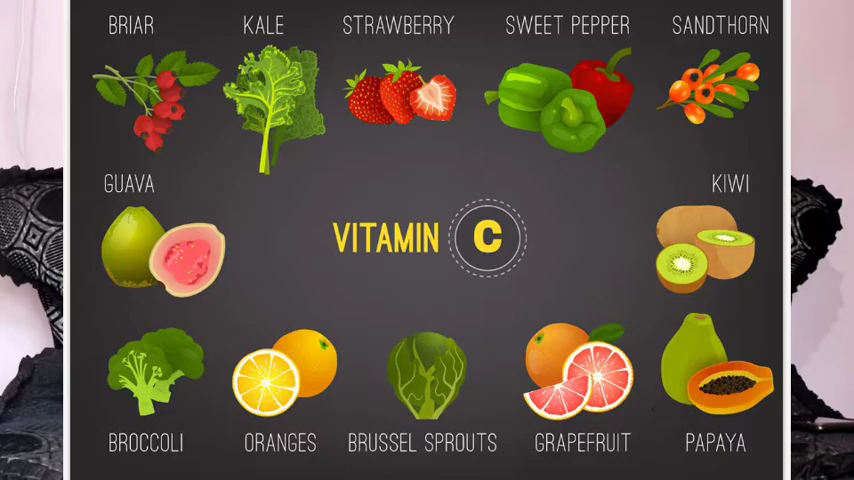 BRIAR
KALE
STRAWBERRY
SWEET PEPPER
SANDTHORN
GUAVA
KIWI
VITAMIN C
BROCCOLI
ORANGES
BRUSSEL SPROUTS
GRAPEFRUIT
PAPAYA